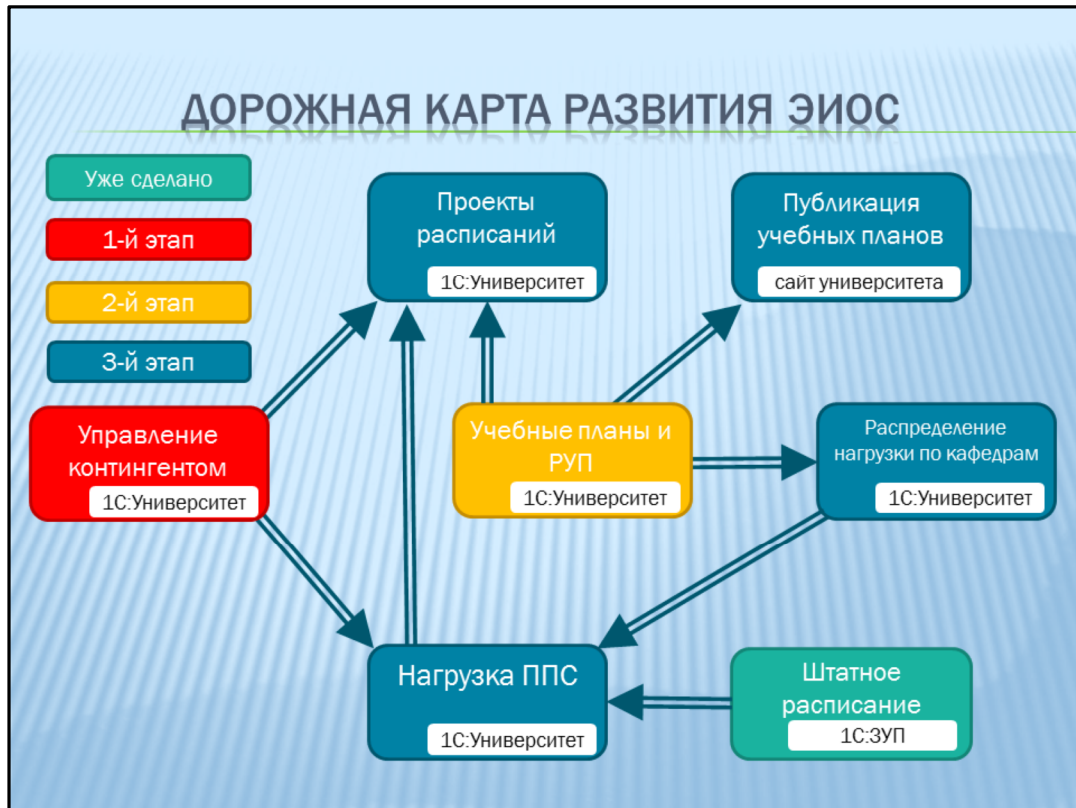 ДОРОЖНАЯ КАРТА РАЗВИТИЯ ЭИОС
Уже сделано
1-й этап
2-й этап
3-й этап
Проекты
расписаний
1С:Университет
Публикация
учебных планов
сайт университета
Управление
контингентом
1С:Университет
Учебные планы и
РУП
1С:Университет
Распределение
нагрузки по кафедрам
1С:Университет
Нагрузка ППС
1С:Университет
Штатное
расписание
1С:ЗУП